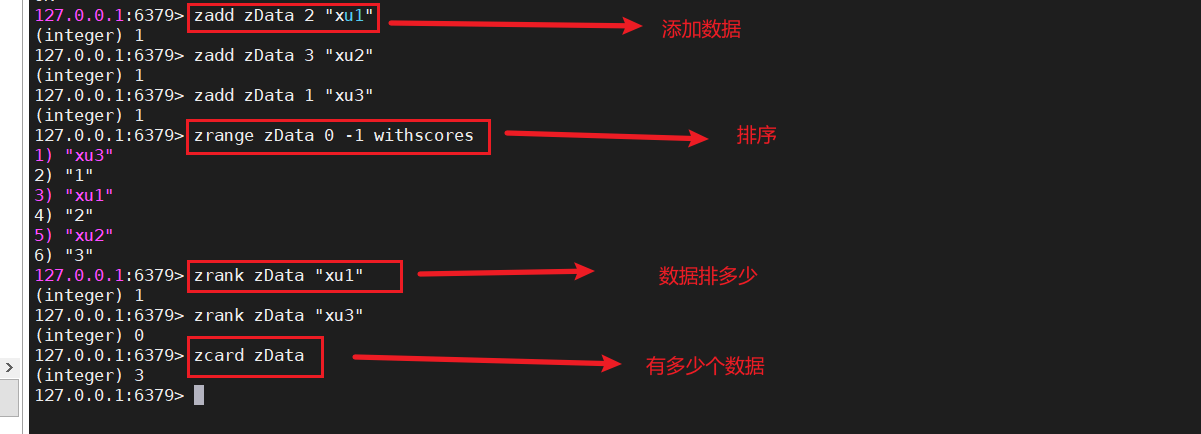 127.0.0.1:6379> zadd zData 2 "xu1"
添加数据
(integer) 1
127.0.0.1:6379> zadd zData 3 "xu2"
(integer) 1
127.0.0.1:6379> zadd zData 1 "xu3"
(integer) 1
127.0.0.1:6379> zrange zData 0 -1 withscores
排序
1) "xu3"
2) "1"
3) "xu1"
4) "2"
5) "xu2"
6) "3"
127.0.0.1:6379> zrank zData "xu1"
数据排多少
(integer) 1
127.0.0.1:6379> zrank zData "xu3"
(integer) 0
127.0.0.1:6379> zcard zData
有多少个数据
(integer) 3
127.0.0.1:6379>